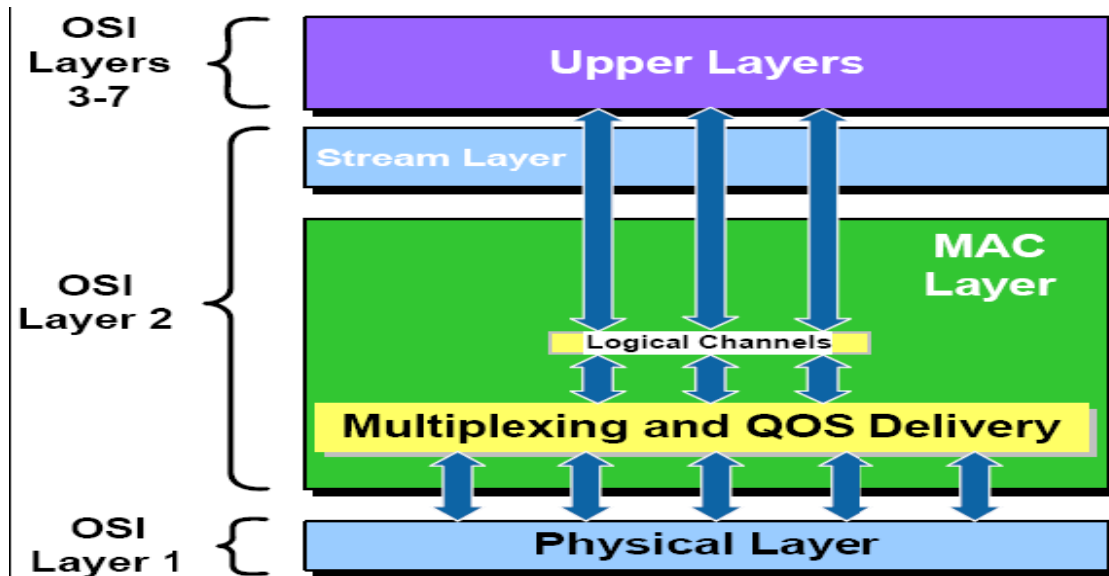 OSI
Layers
3-7
Upper Layers
Stream Layer
OSI
Layer 2
MAC
Layer
Logical Channels
Multiplexing and QOS Delivery
OSI
Layer 1
Physical Layer